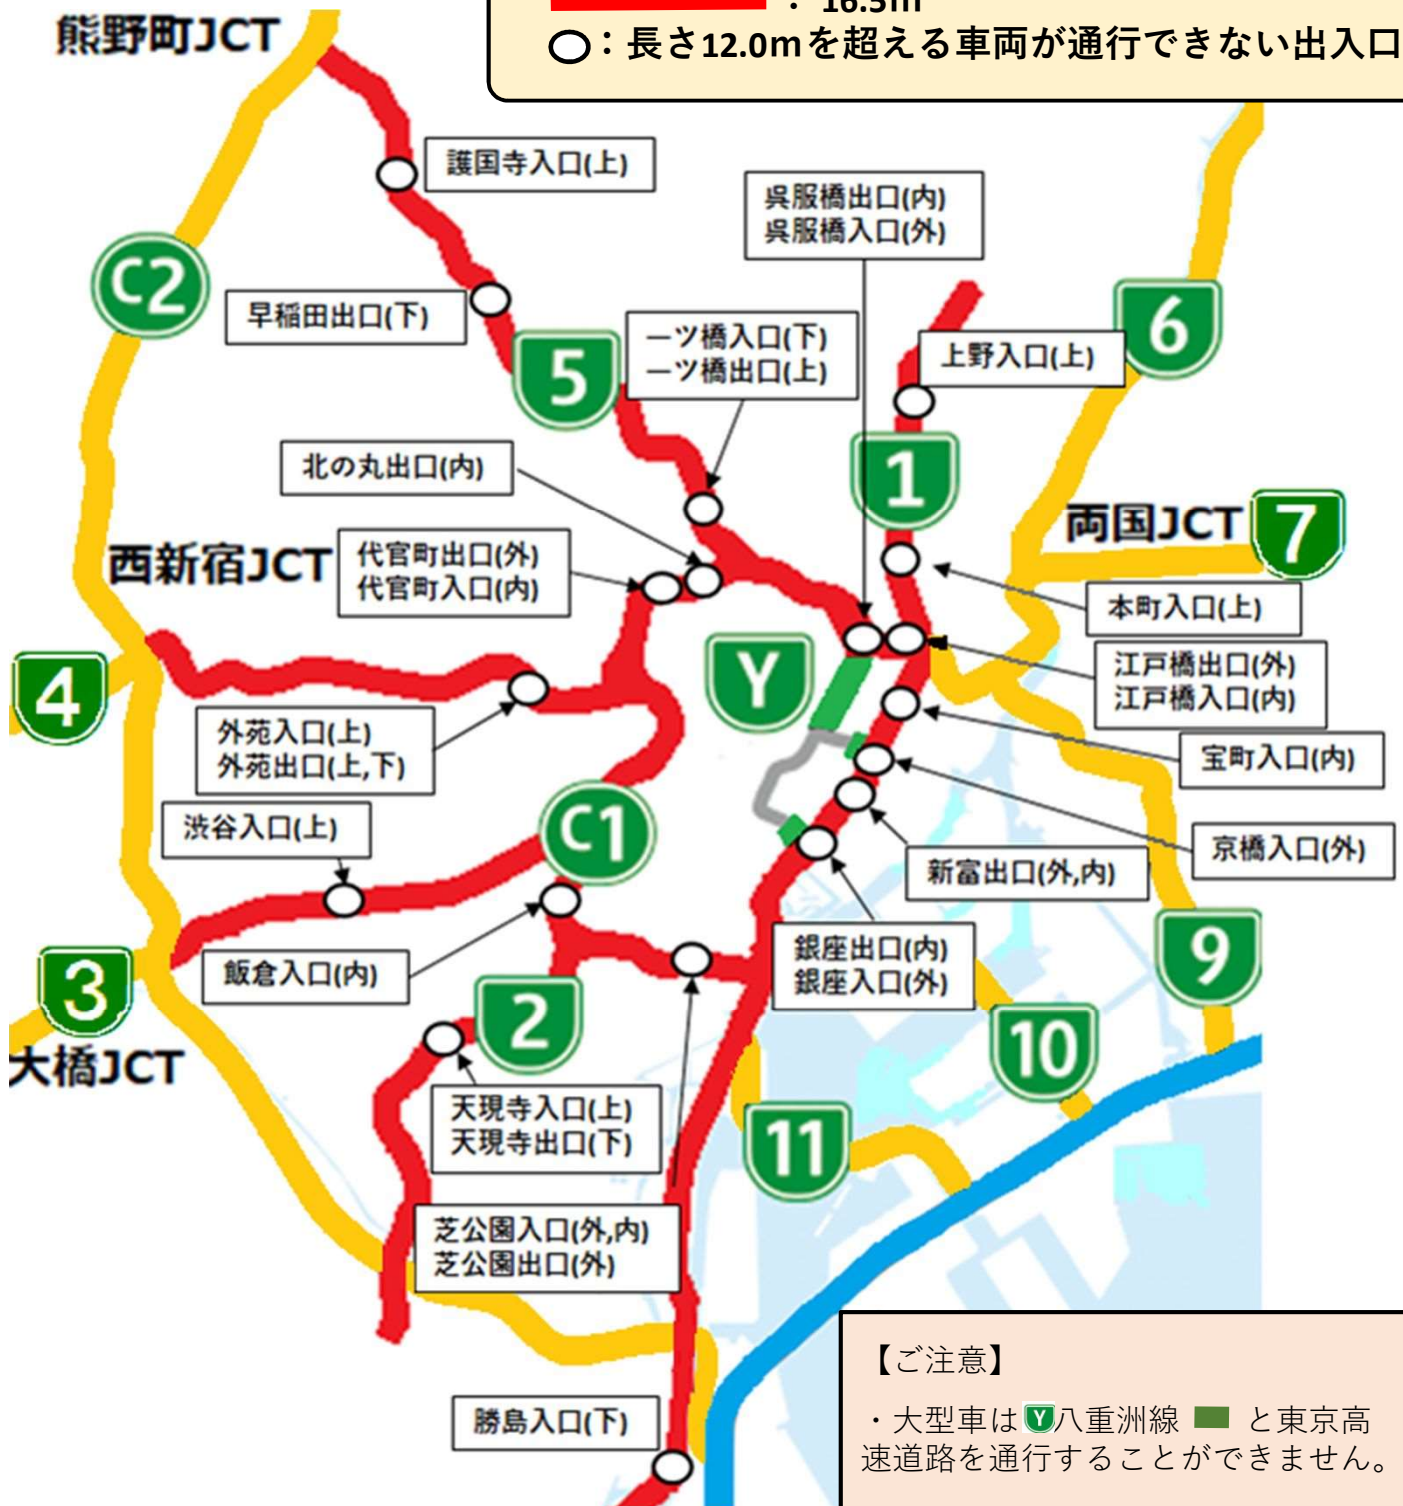 : 16.5m
熊野町JCT
○：長さ12.0mを超える車両が通行できない出入口
護国寺入口(上)
呉服橋出口(内)
呉服橋入口(外)
C2
早稲田出口(下)
一ツ橋入口(下)
一ツ橋出口(上)
6
上野入口(上)
5
北の丸出口(内)
1
両国JCT
7
西新宿JCT
代官町出口(外)
代官町入口(内)
本町入口(上)
江戸橋出口(外)
江戸橋入口(内)
Y
4
外苑入口(上)
外苑出口(上,下)
宝町入口(内)
渋谷入口(上)
C1
京橋入口(外)
新富出口(外,内)
銀座出口(内)
銀座入口(外)
9
飯倉入口(内)
3
2
10
大橋JCT
天現寺入口(上)
天現寺出口(下)
11
芝公園入口(外,内)
芝公園出口(外)
勝島入口(下)
【ご注意】
・大型車はY八重洲線 と東京高
速道路を通行することができません。